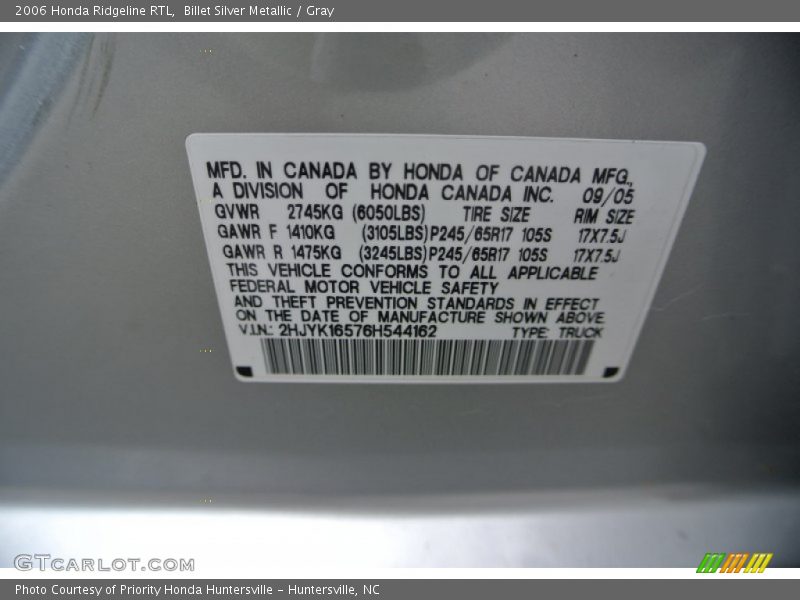 2006 Honda Ridgeline RTL, Billet Silver Metallic / Gray
MFD. IN CANADA BY HONDA OF CANADA MFG.,
A DIVISION OF HONDA CANADA INC. 09/05
GVWR 2745KG (6050LBS) TIRE SIZE RIM SIZE
GAWR F 1410KG (3105LBS) P245/65R17 105S 17X7.5J
GAWR R 1475KG (3245LBS) P245/65R17 105S 17X7.5J
THIS VEHICLE CONFORMS TO ALL APPLICABLE
FEDERAL MOTOR VEHICLE SAFETY
AND THEFT PREVENTION STANDARDS IN EFFECT
ON THE DATE OF MANUFACTURE SHOWN ABOVE
V.I.N.: 2HJYK16576H544162 TYPE: TRUCK
GTCARLOT.COM
Photo Courtesy of Priority Honda Huntersville - Huntersville, NC